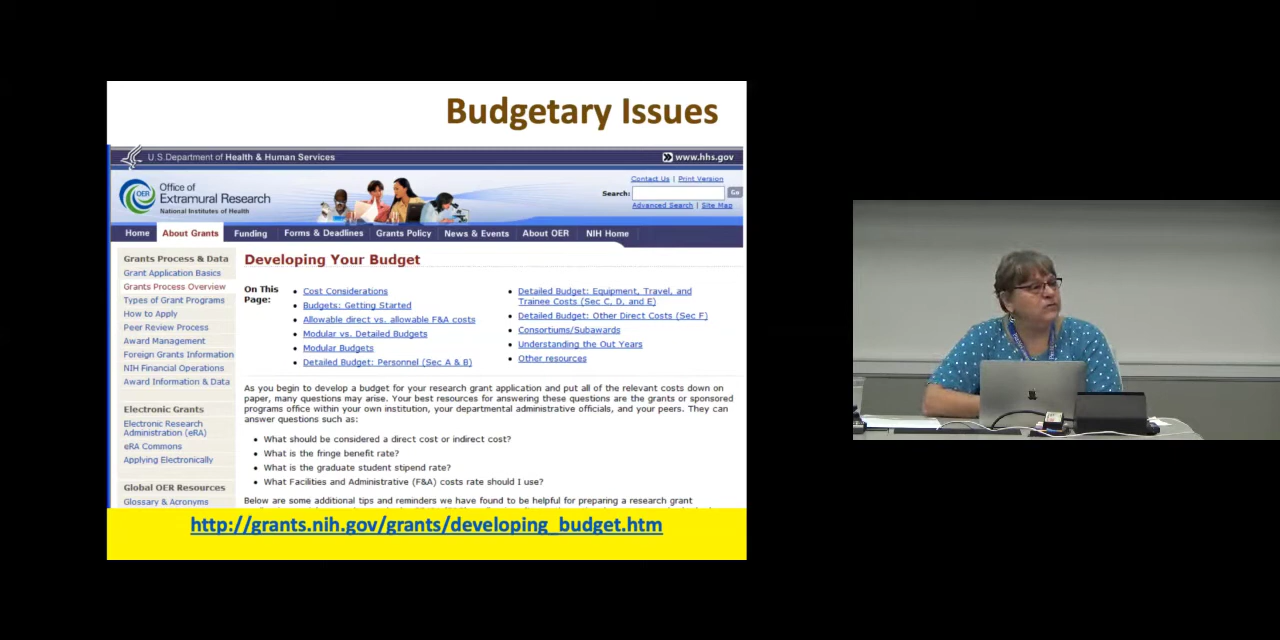 Budgetary Issues
U.S. Department of Health & Human Services
www.hhs.gov
Contact Us | Print Version
Office of
Extramural Research
National Institutes of Health
OER
Search:
Go
Advanced Search | Site Map
Home About Grants Funding Forms & Deadlines Grants Policy News & Events About OER NIH Home
Grants Process & Data
Grant Application Basics
Grants Process Overview
Types of Grant Programs
How to Apply
Peer Review Process
Award Management
Foreign Grants Information
NIH Financial Operations
Award Information & Data
Electronic Grants
Electronic Research
Administration (eRA)
eRA Commons
Applying Electronically
Global OER Resources
Glossary & Acronyms
Developing Your Budget
On This
Page:
• Cost Considerations
• Budgets: Getting Started
• Allowable direct vs. allowable F&A costs
• Modular vs. Detailed Budgets
• Modular Budgets
• Detailed Budget: Personnel (Sec A & B)
• Detailed Budget: Equipment, Travel, and
Trainee Costs (Sec C, D, and E)
• Detailed Budget: Other Direct Costs (Sec F)
• Consortiums/Subawards
• Understanding the Out Years
• Other resources
As you begin to develop a budget for your research grant application and put all of the relevant costs down on
paper, many questions may arise. Your best resources for answering these questions are the grants or sponsored
programs office within your own institution, your departmental administrative officials, and your peers. They can
answer questions such as:
• What should be considered a direct cost or indirect cost?
• What is the fringe benefit rate?
• What is the graduate student stipend rate?
• What Facilities and Administrative (F&A) costs rate should I use?
Below are some additional tips and reminders we have found to be helpful for preparing a research grant
http://grants.nih.gov/grants/developing_budget.htm